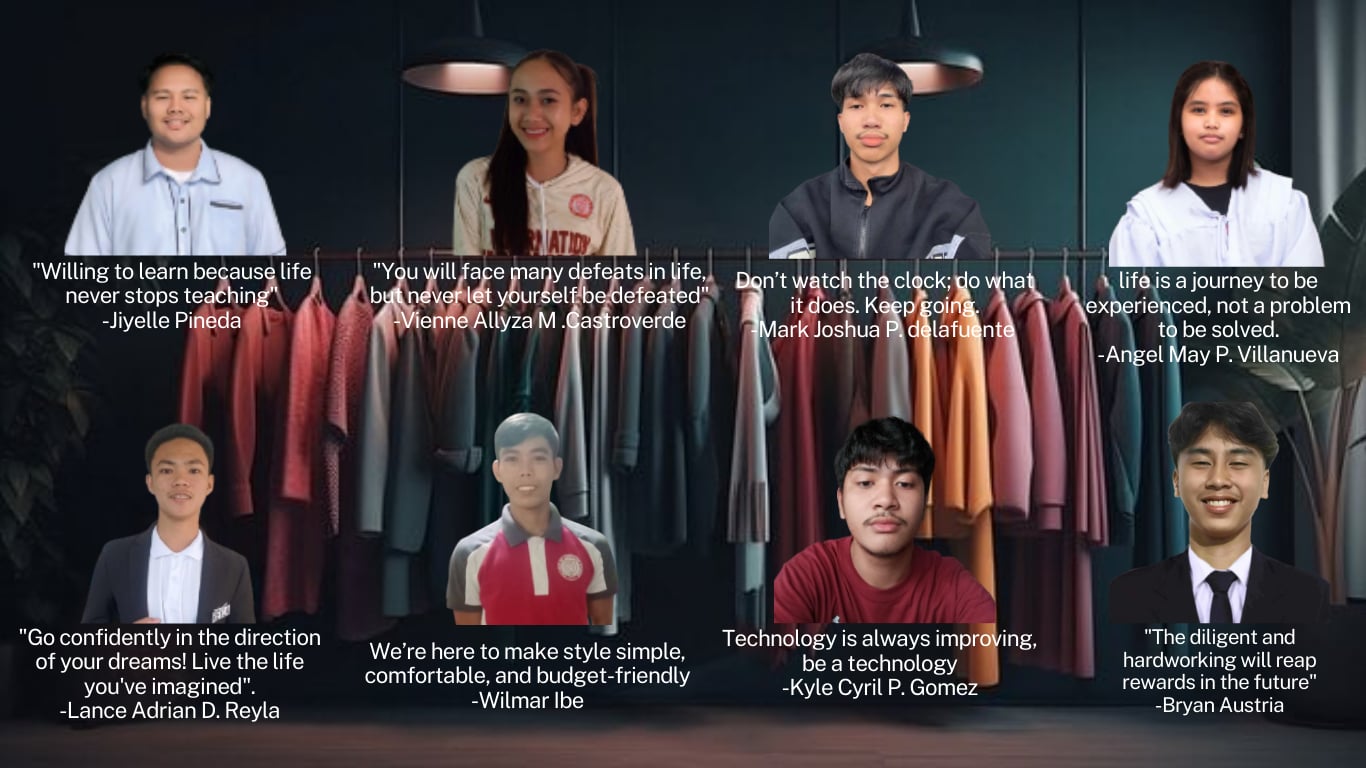 "Willing to learn because life
never stops teaching"
-Jiyelle Pineda
"You will face many defeats in life,
but never let yourself be defeated"
-Vienne Allyza M .Castroverde
Don't watch the clock; do what
it does. Keep going.
-Mark Joshua P. delafuente
life is a journey to be
experienced, not a problem
to be solved.
-Angel May P. Villanueva
"Go confidently in the direction
of your dreams! Live the life
you've imagined".
-Lance Adrian D. Reyla
We’re here to make style simple,
comfortable, and budget-friendly
-Wilmar Ibe
Technology is always improving,
be a technology
-Kyle Cyril P. Gomez
"The diligent and
hardworking will reap
rewards in the future"
-Bryan Austria